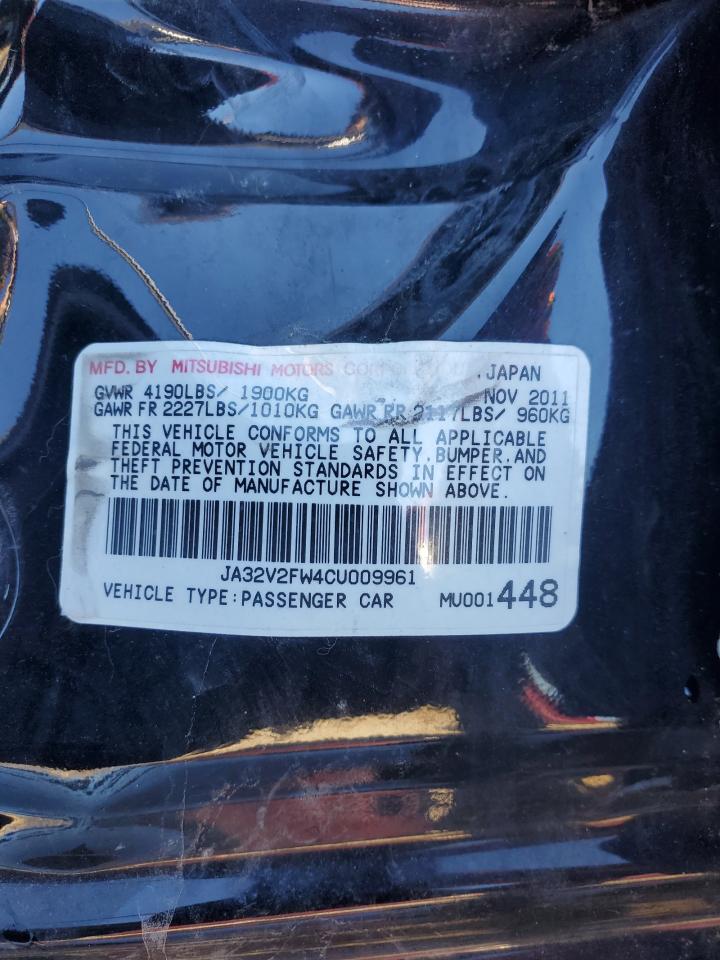 MFD. BY MITSUBISHI MOTORS , JAPAN
GVWR 4190LBS/ 1900KG NOV 2011
GAWR FR 2227LBS/1010KG GAWR RR 2117LBS/ 960KG
THIS VEHICLE CONFORMS TO ALL APPLICABLE
FEDERAL MOTOR VEHICLE SAFETY.BUMPER.AND
THEFT PREVENTION STANDARDS IN EFFECT ON
THE DATE OF MANUFACTURE SHOWN ABOVE.
JA32V2FW4CU009961
VEHICLE TYPE:PASSENGER CAR MU001448